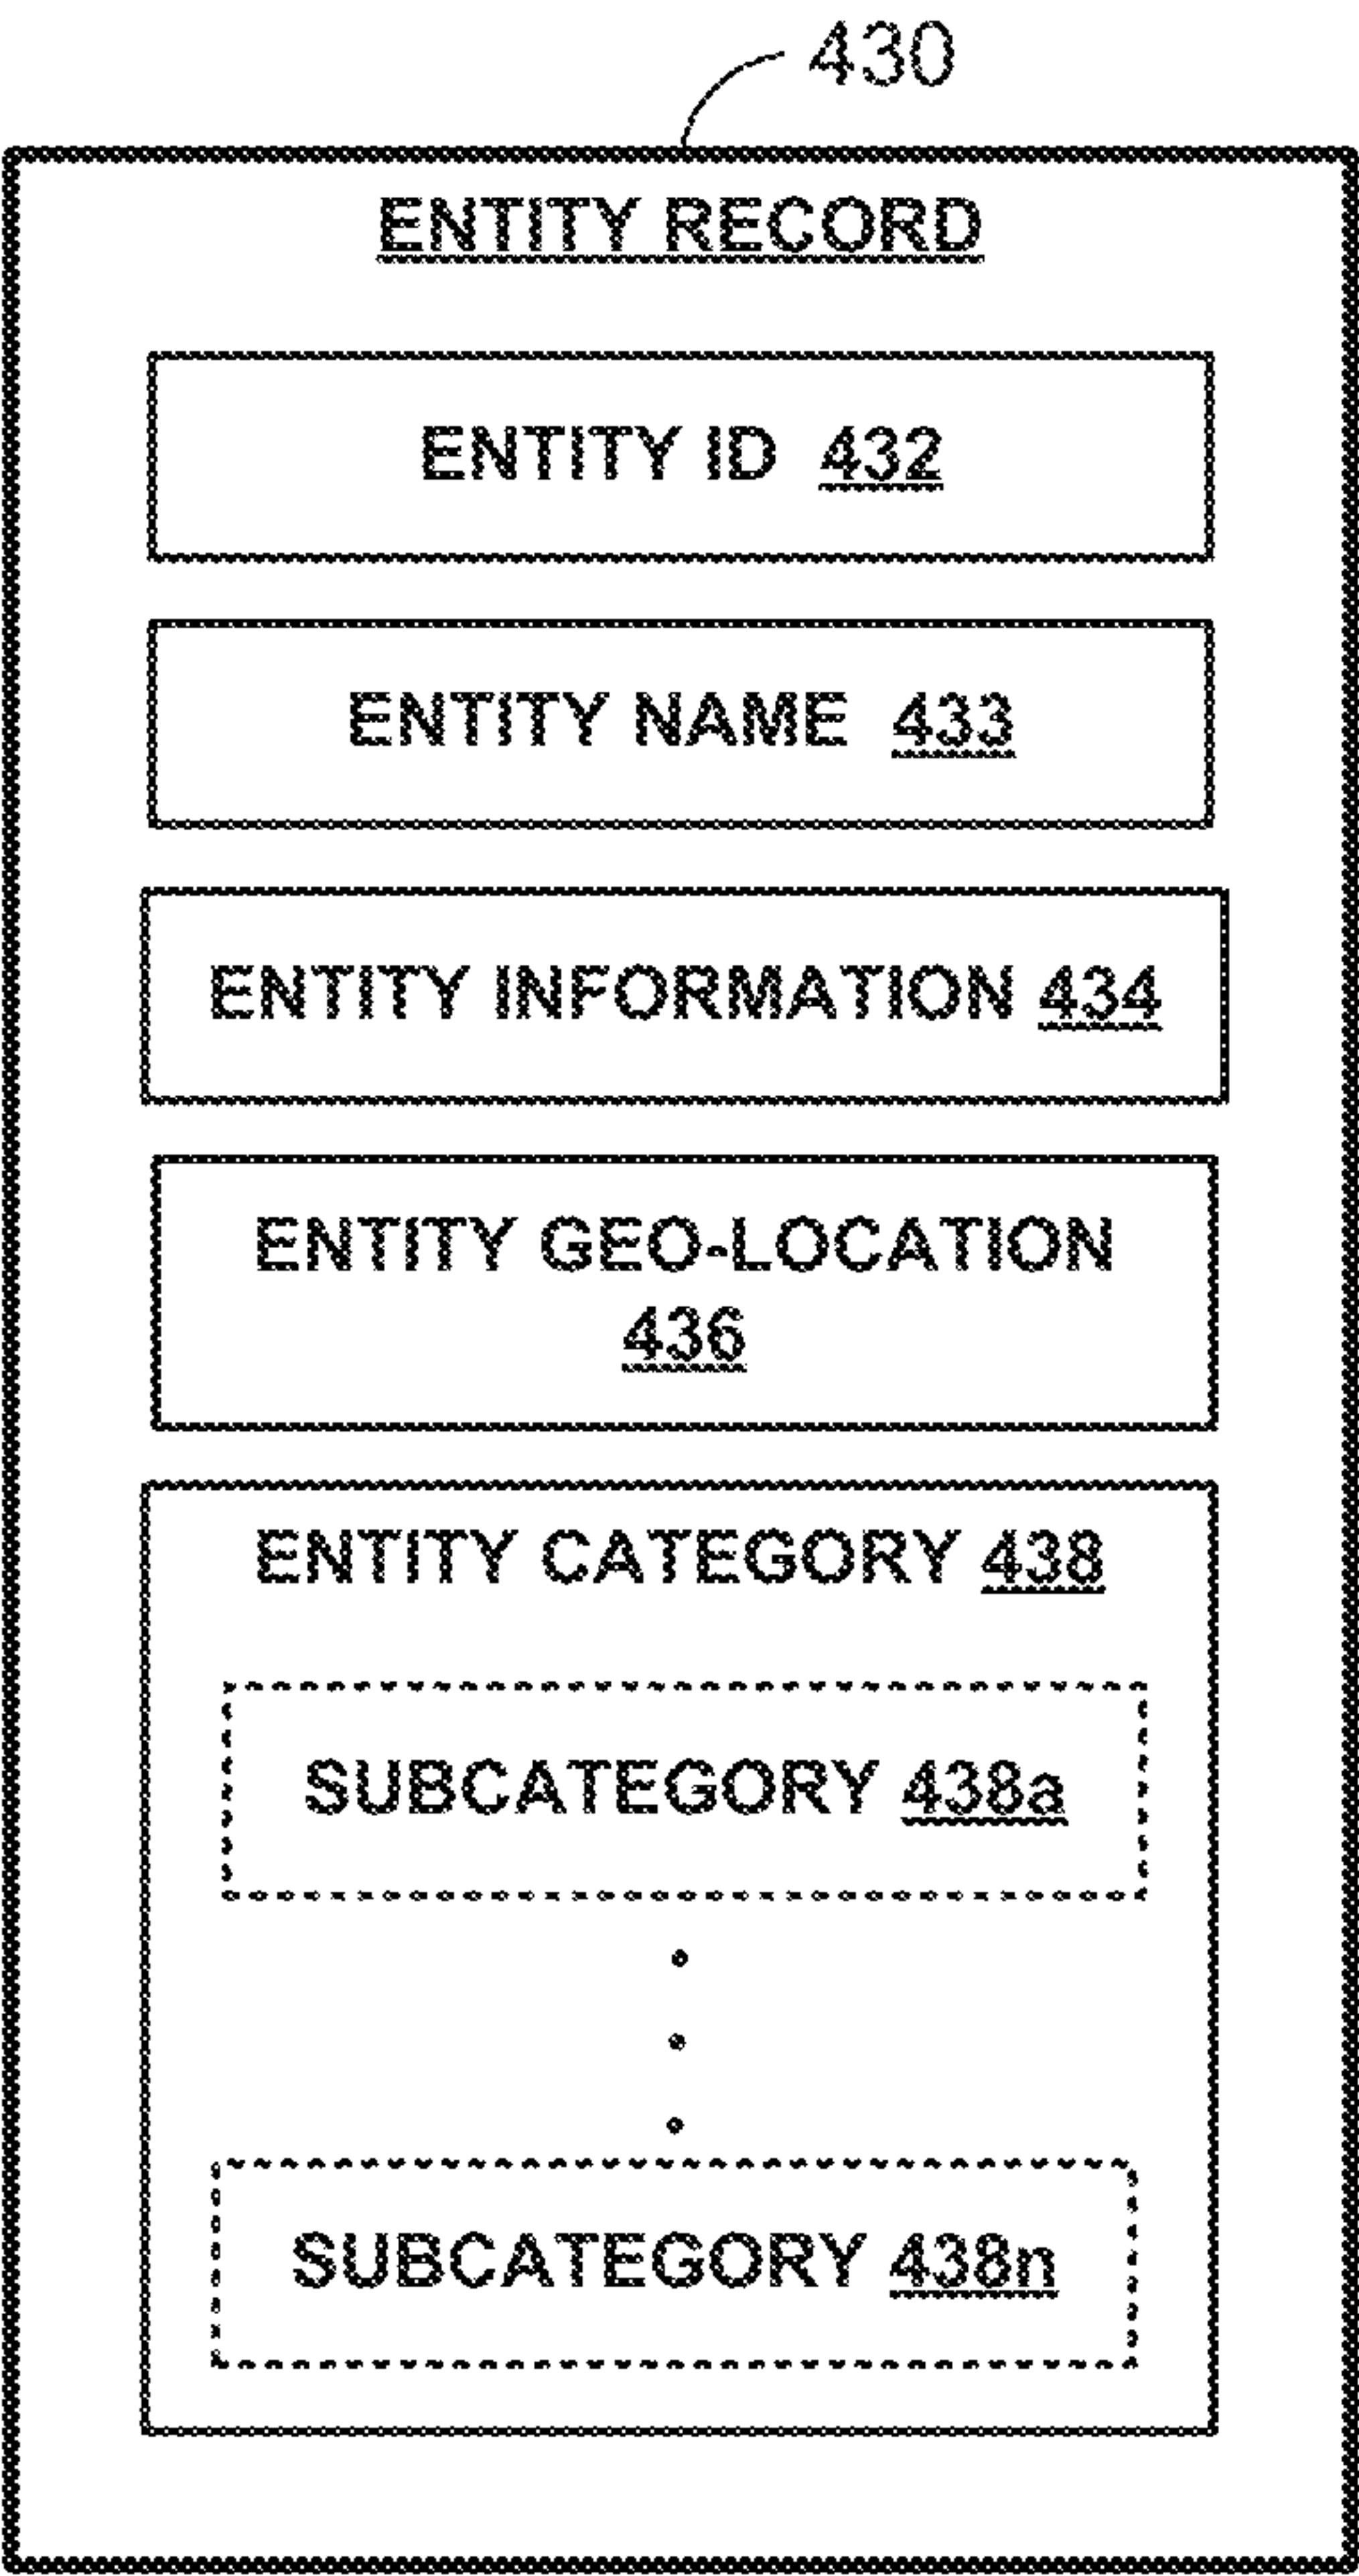 430
ENTITY RECORD
ENTITY ID 432
ENTITY NAME 433
ENTITY INFORMATION 434
ENTITY GEO-LOCATION
436
ENTITY CATEGORY 438
SUBCATEGORY 438a
SUBCATEGORY 438n